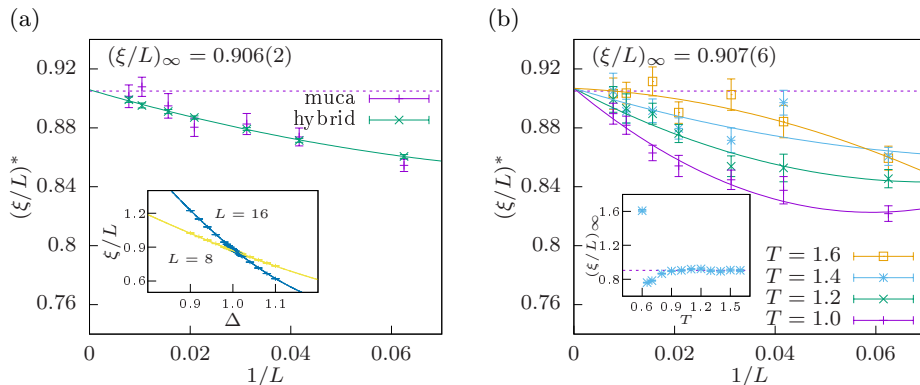 (a)
(ξ/L)∞ = 0.906(2)
muca
hybrid
(ξ/L)*
0.92
0.88
0.84
0.8
0.76
0 0.02 0.04 0.06
1/L
ξ/L
1.2
0.9
0.6
L = 16
L = 8
0.9 1.0 1.1
Δ
(b)
(ξ/L)∞ = 0.907(6)
(ξ/L)*
0.92
0.88
0.84
0.8
0.76
0 0.02 0.04 0.06
1/L
(ξ/L)∞
1.6
1.2
0.8
0.6 0.9 1.2 1.5
T
T = 1.6
T = 1.4
T = 1.2
T = 1.0